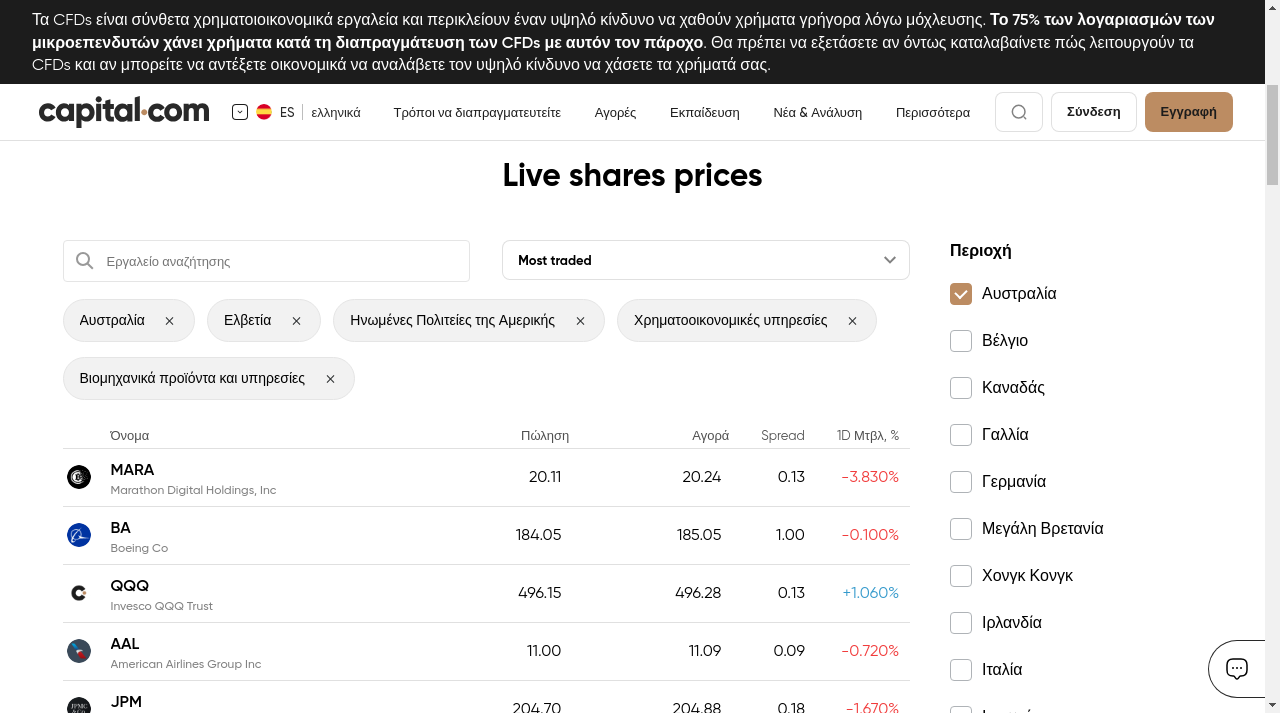 Τα CFDs είναι σύνθετα χρηματοοικονομικά εργαλεία και περικλείουν έναν υψηλό κίνδυνο να χαθούν χρήματα γρήγορα λόγω μόχλευσης. Το 75% των λογαριασμών των
μικροεπενδυτών χάνει χρήματα κατά τη διαπραγμάτευση των CFDs με αυτόν τον πάροχο. Θα πρέπει να εξετάσετε αν όντως καταλαβαίνετε πώς λειτουργούν τα
CFDs και αν μπορείτε να αντέξετε οικονομικά να αναλάβετε τον υψηλό κίνδυνο να χάσετε τα χρήματά σας.
capital.com ES ελληνικά Τρόποι να διαπραγματευτείτε Αγορές Εκπαίδευση Νέα & Ανάλυση Περισσότερα Σύνδεση Εγγραφή
Live shares prices
Εργαλείο αναζήτησης Most traded
Αυστραλία Ελβετία Ηνωμένες Πολιτείες της Αμερικής Χρηματοοικονομικές υπηρεσίες
Βιομηχανικά προϊόντα και υπηρεσίες
Όνομα Πώληση Αγορά Spread 1D Μτβλ, %
MARA 20.11 20.24 0.13 -3.830%
Marathon Digital Holdings, Inc
BA 184.05 185.05 1.00 -0.100%
Boeing Co
QQQ 496.15 496.28 0.13 +1.060%
Invesco QQQ Trust
AAL 11.00 11.09 0.09 -0.720%
American Airlines Group Inc
JPM 204.70 204.88 0.18 -1.670%
Περιοχή
Αυστραλία
Βέλγιο
Καναδάς
Γαλλία
Γερμανία
Μεγάλη Βρετανία
Χονγκ Κονγκ
Ιρλανδία
Ιταλία